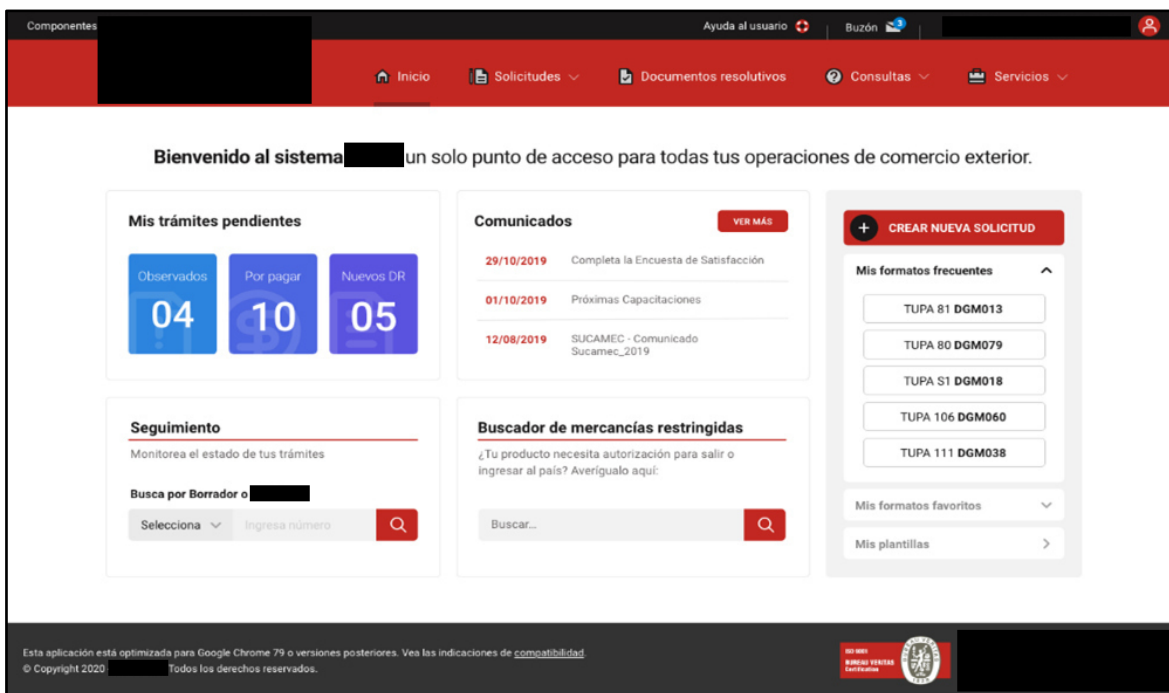 Componentes
Ayuda al usuario
Buzón 3
Inicio
Solicitudes
Documentos resolutivos
Consultas
Servicios
Bienvenido al sistema un solo punto de acceso para todas tus operaciones de comercio exterior.
Mis trámites pendientes
Observados
04
Por pagar
10
Nuevos DR
05
Comunicados
VER MÁS
29/10/2019 Completa la Encuesta de Satisfacción
01/10/2019 Próximas Capacitaciones
12/08/2019 SUCAMEC - Comunicado
Sucamec_2019
CREAR NUEVA SOLICITUD
Mis formatos frecuentes
TUPA 81 DGM013
TUPA 80 DGM079
TUPA S1 DGM018
TUPA 106 DGM060
TUPA 111 DGM038
Mis formatos favoritos
Mis plantillas
Seguimiento
Monitorea el estado de tus trámites
Busca por Borrador o
Selecciona
Ingresa número
Buscador de mercancías restringidas
¿Tu producto necesita autorización para salir o
ingresar al país? Averígualo aquí:
Buscar...
Esta aplicación está optimizada para Google Chrome 79 o versiones posteriores. Vea las indicaciones de compatibilidad.
© Copyright 2020 Todos los derechos reservados.
ISO 9001
BUREAU VERITAS
Certification